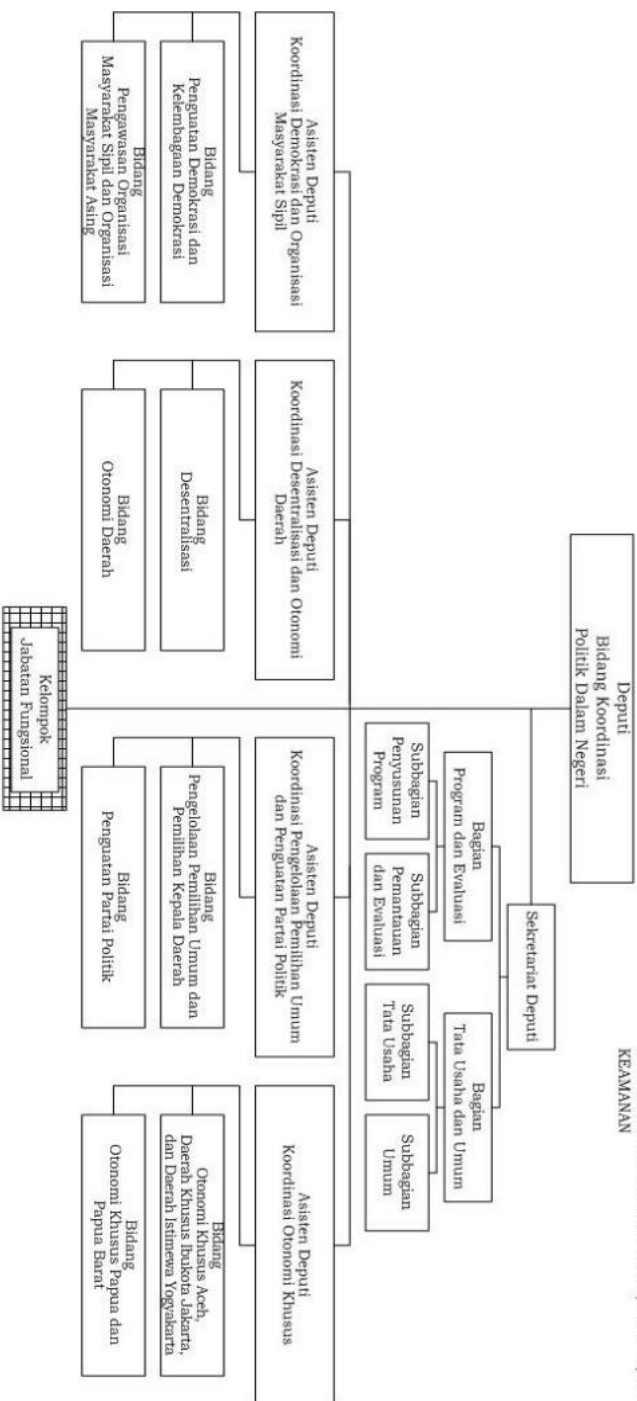 KEAMANAN
Deputi
Bidang Koordinasi
Politik Dalam Negeri
Sekretariat Deputi
Bagian
Program dan Evaluasi
Bagian
Tata Usaha dan Umum
Subbagian
Penyusunan
Program
Subbagian
Pemantauan
dan Evaluasi
Subbagian
Tata Usaha
Subbagian
Umum
Asisten Deputi
Koordinasi Demokrasi dan Organisasi
Masyarakat Sipil
Asisten Deputi
Koordinasi Desentralisasi dan Otonomi
Daerah
Asisten Deputi
Koordinasi Pengelolaan Pemilihan Umum
dan Penguatan Partai Politik
Asisten Deputi
Koordinasi Otonomi Khusus
Bidang
Penguatan Demokrasi dan
Kelembagaan Demokrasi
Bidang
Desentralisasi
Bidang
Pengelolaan Pemilihan Umum dan
Pemilihan Kepala Daerah
Bidang
Otonomi Khusus Aceh,
Daerah Khusus Ibukota Jakarta,
dan Daerah Istimewa Yogyakarta
Bidang
Pengawasan Organisasi
Masyarakat Sipil dan Organisasi
Masyarakat Asing
Bidang
Otonomi Daerah
Bidang
Penguatan Partai Politik
Bidang
Otonomi Khusus Papua dan
Papua Barat
Kelompok
Jabatan Fungsional